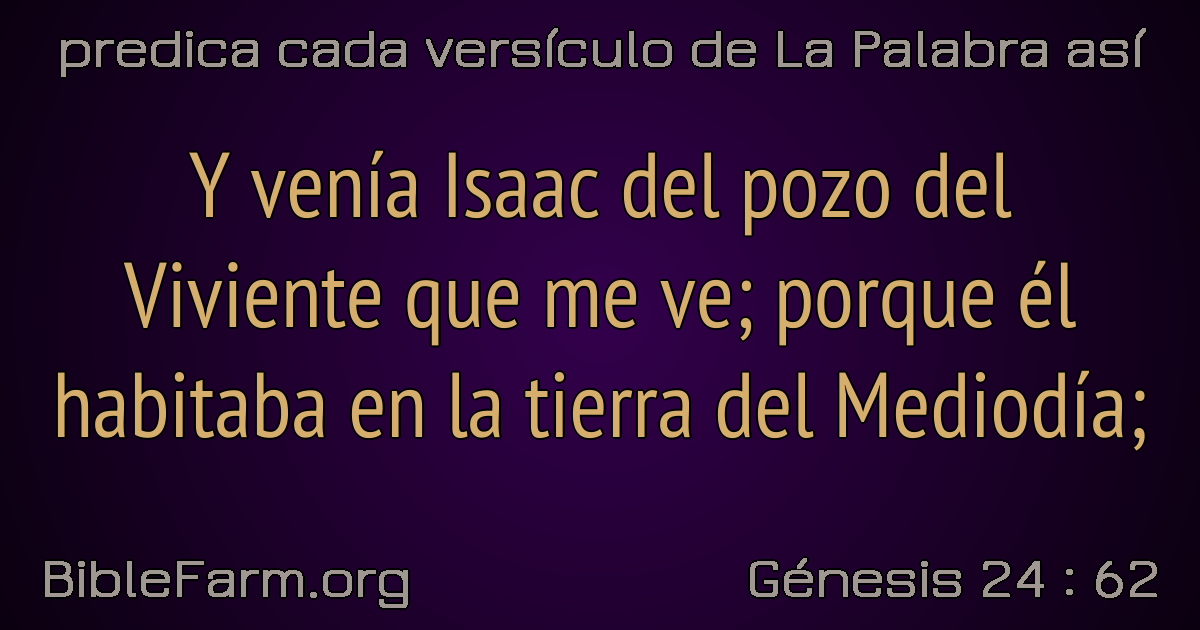 predica cada versículo de La Palabra así
Y venía Isaac del pozo del
Viviente que me ve; porque él
habitaba en la tierra del Mediodía;
BibleFarm.org
Génesis 24 : 62